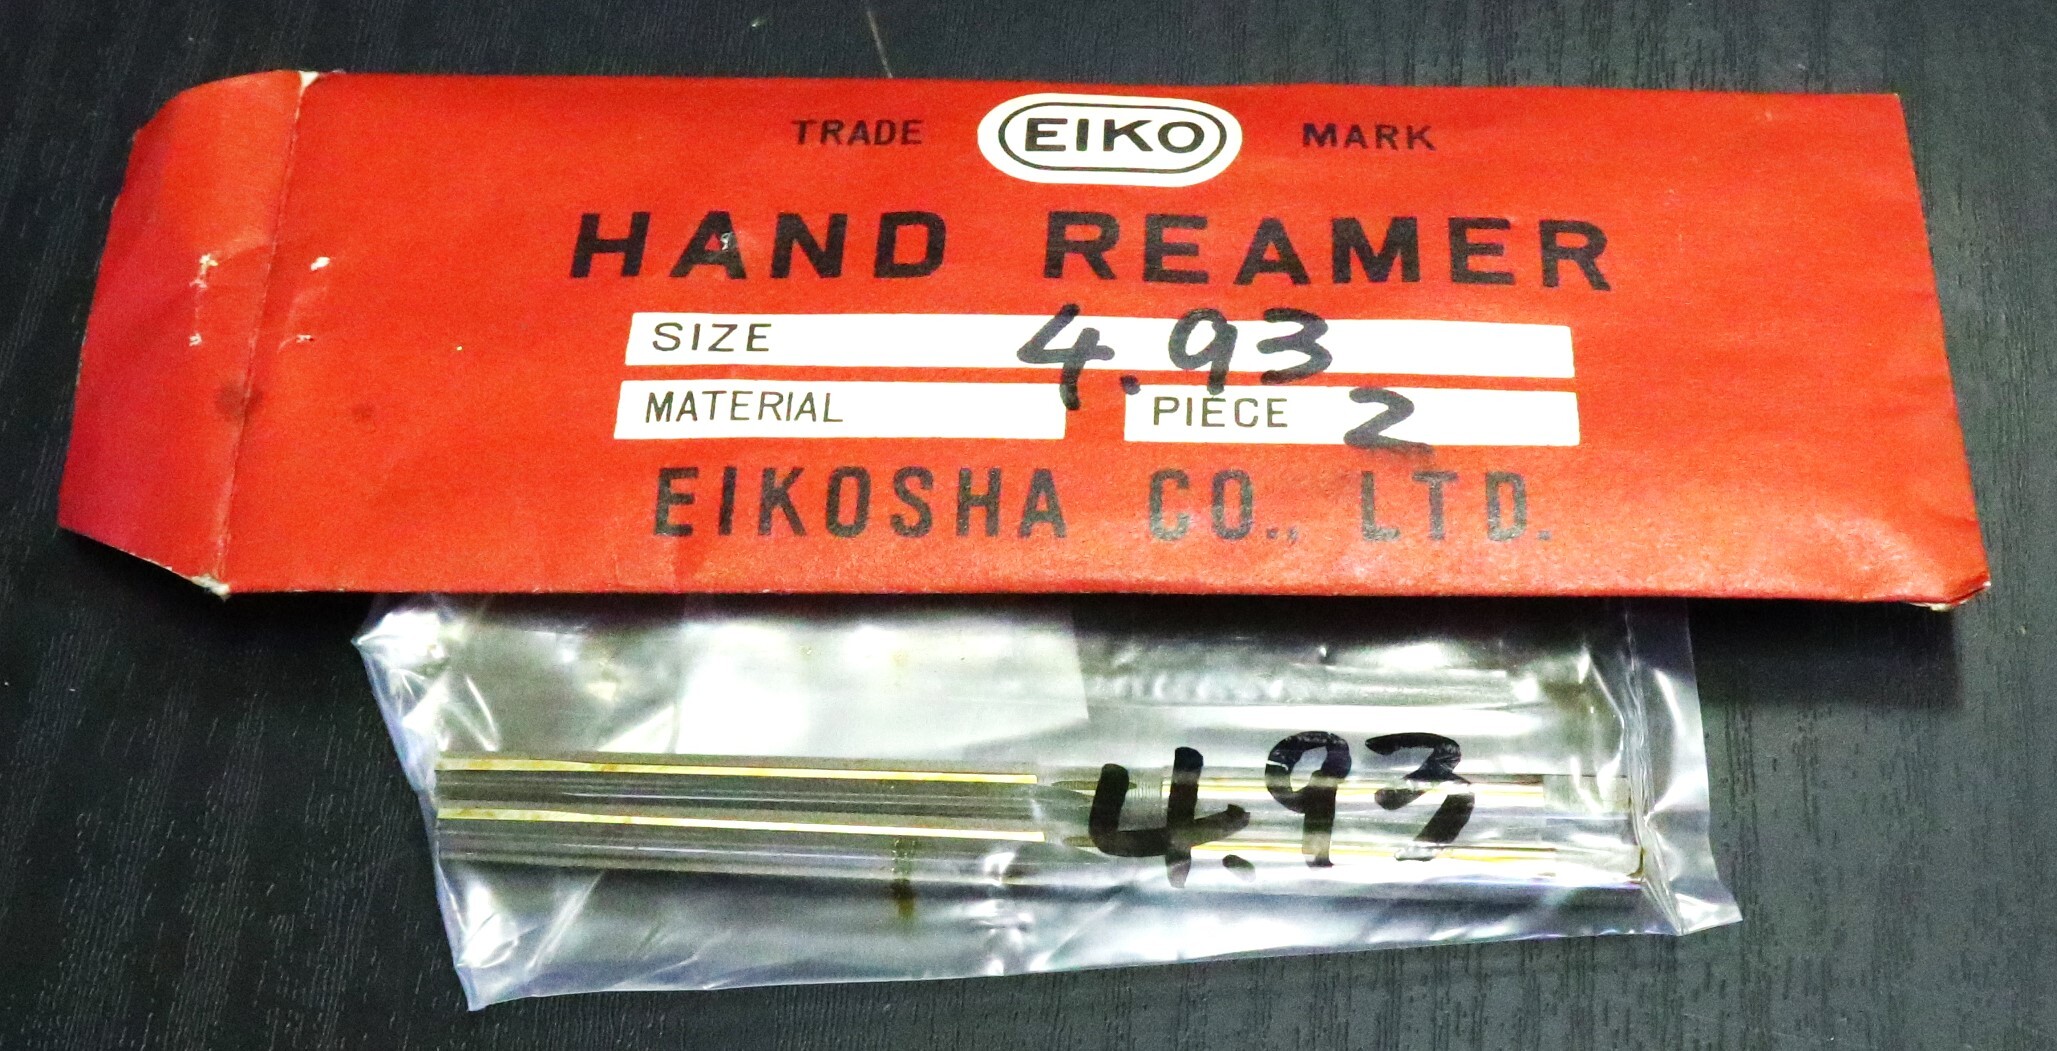 TRADE EIKO MARK
HAND REAMER
SIZE 4.93
MATERIAL PIECE 2
EIKOSHA CO., LTD.
4.93